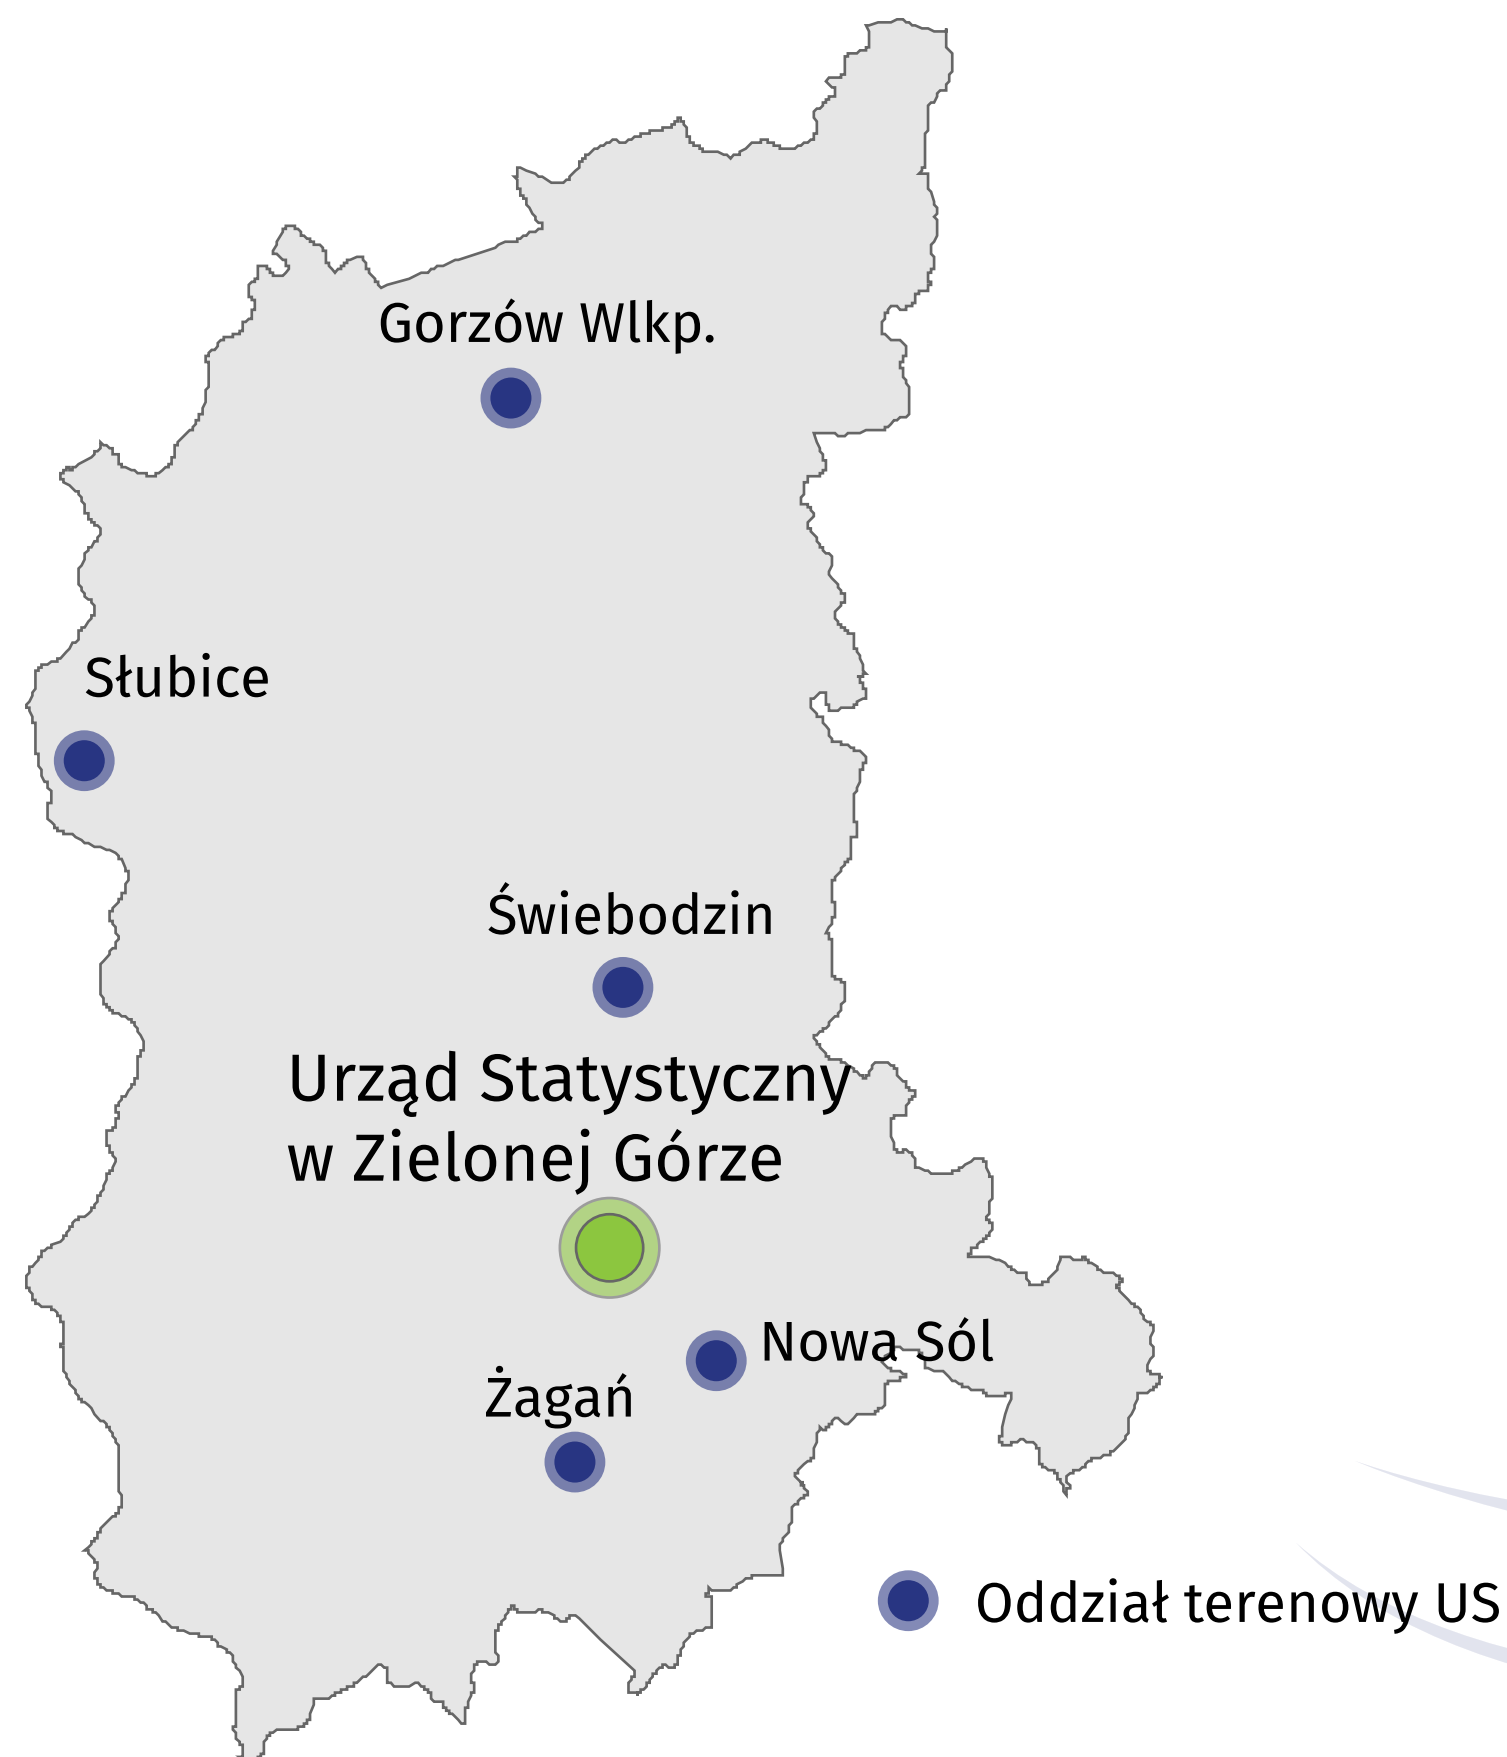 Gorzów Wlkp.
Słubice
Świebodzin
Urząd Statystyczny
w Zielonej Górze
Nowa Sól
Żagań
Oddział terenowy US